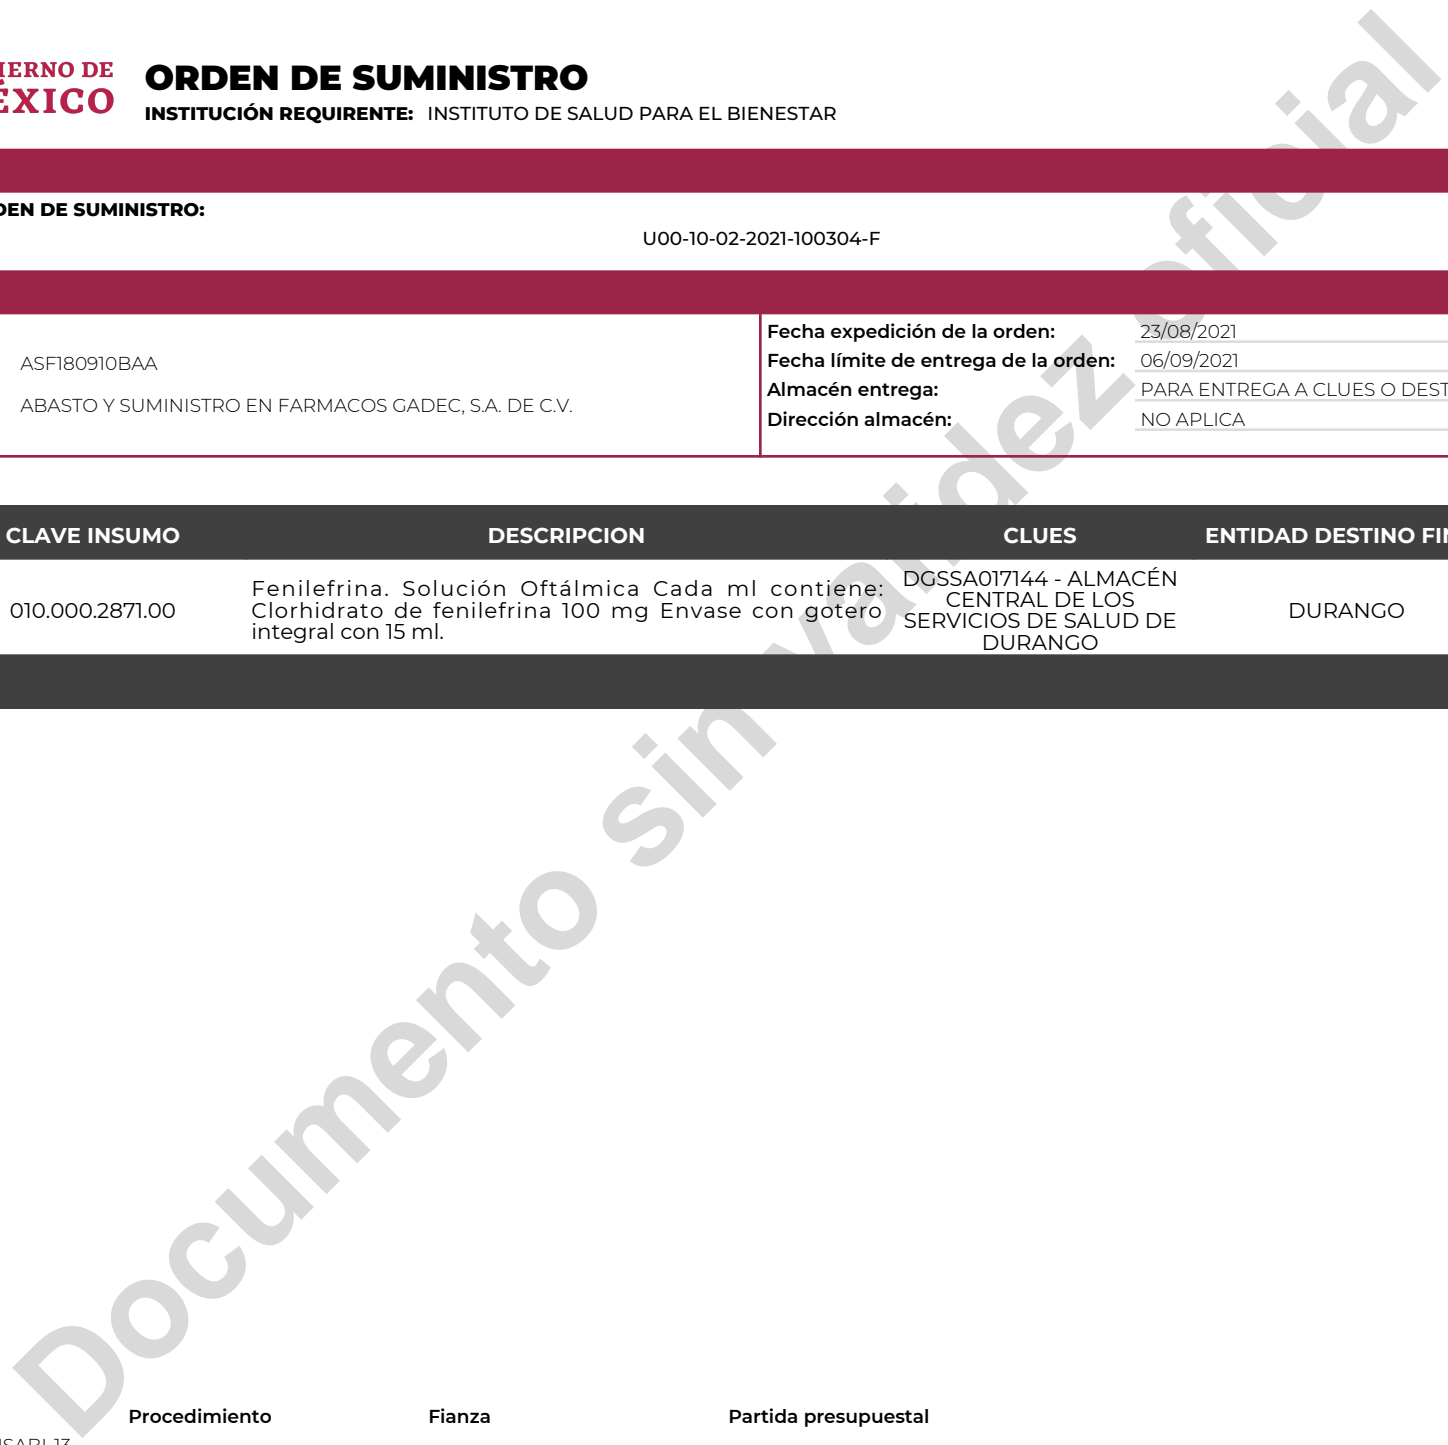 IERNO DE
ÉXICO
ORDEN DE SUMINISTRO
INSTITUCIÓN REQUIRENTE: INSTITUTO DE SALUD PARA EL BIENESTAR
DEN DE SUMINISTRO:
U00-10-02-2021-100304-F
ASF180910BAA
ABASTO Y SUMINISTRO EN FARMACOS GADEC, S.A. DE C.V.
Fecha expedición de la orden: 23/08/2021
Fecha límite de entrega de la orden: 06/09/2021
Almacén entrega: PARA ENTREGA A CLUES O DEST
Dirección almacén: NO APLICA
CLAVE INSUMO DESCRIPCION CLUES ENTIDAD DESTINO FIN
010.000.2871.00
Fenilefrina. Solución Oftálmica Cada ml contiene:
Clorhidrato de fenilefrina 100 mg Envase con gotero
integral con 15 ml.
DGSSA017144 - ALMACÉN
CENTRAL DE LOS
SERVICIOS DE SALUD DE
DURANGO
DURANGO
Documento sin validez oficial
Procedimiento Fianza Partida presupuestal